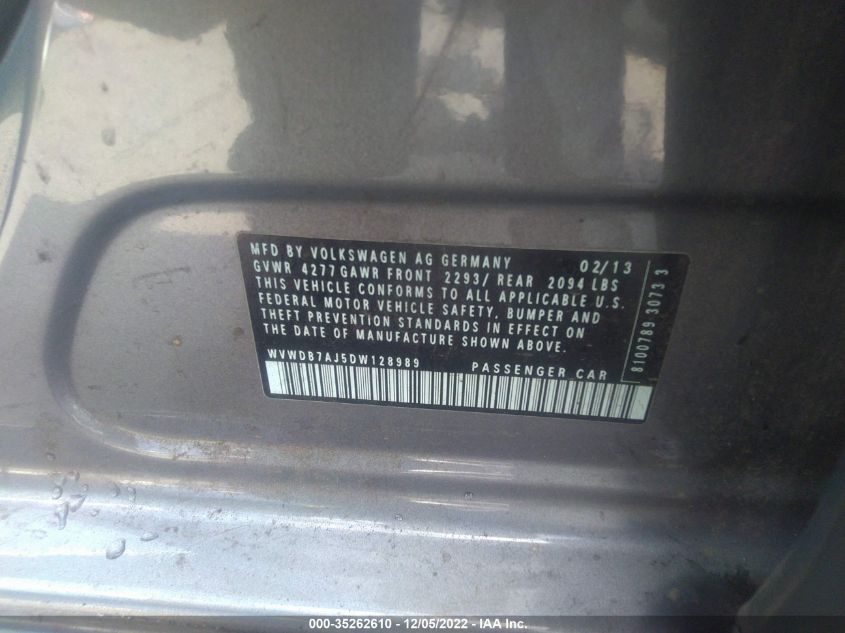 MFD BY VOLKSWAGEN AG GERMANY 02/13
GVWR 4277 GAWR FRONT 2293/ REAR 2094 LBS
THIS VEHICLE CONFORMS TO ALL APPLICABLE U.S.
FEDERAL MOTOR VEHICLE SAFETY, BUMPER AND
THEFT PREVENTION STANDARDS IN EFFECT ON
THE DATE OF MANUFACTURE SHOWN ABOVE.
WVWDB7AJ5DW128989 PASSENGER CAR
8100789 3073 3
000-35262610 - 12/05/2022 - IAA Inc.